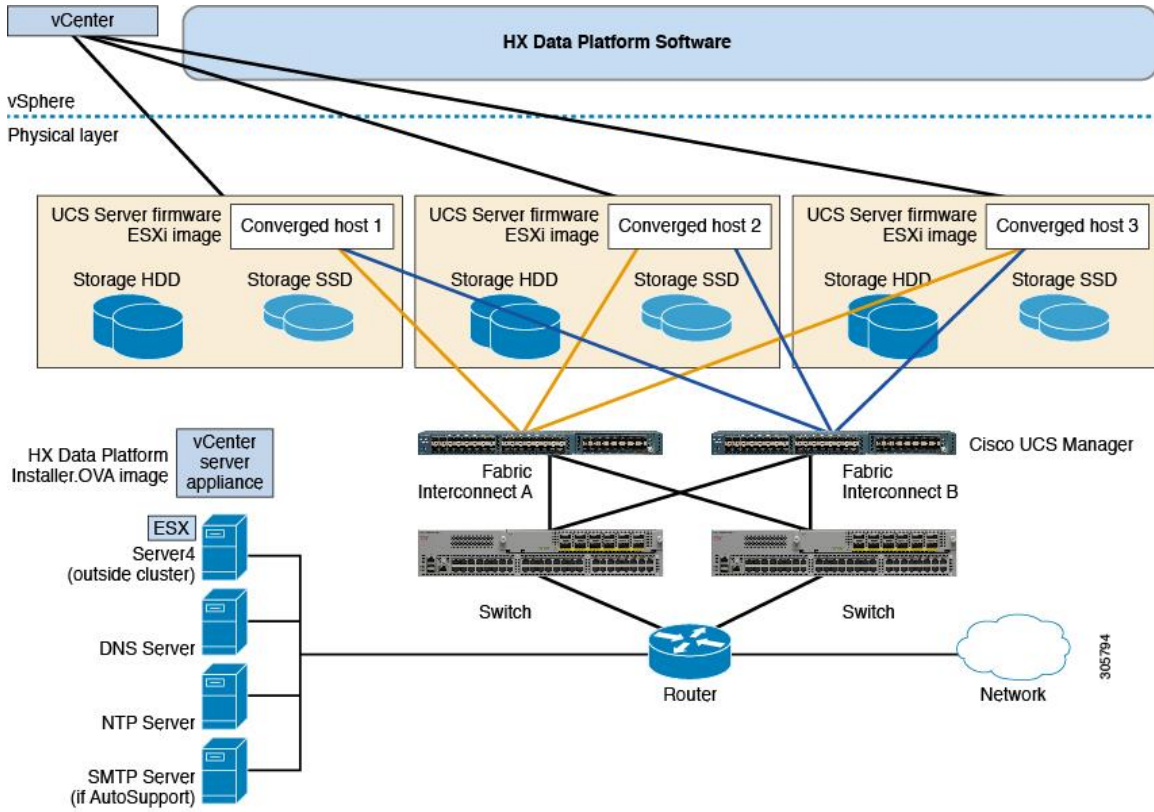 vCenter
HX Data Platform Software
vSphere
Physical layer
UCS Server firmware
ESXi image
Converged host 1
Storage HDD
Storage SSD
UCS Server firmware
ESXi image
Converged host 2
Storage HDD
Storage SSD
UCS Server firmware
ESXi image
Converged host 3
Storage HDD
Storage SSD
Cisco UCS Manager
Fabric
Interconnect A
Fabric
Interconnect B
HX Data Platform
Installer.OVA image
vCenter
server
appliance
ESX
Server4
(outside cluster)
DNS Server
NTP Server
SMTP Server
(if AutoSupport)
Switch
Switch
Router
Network
305794